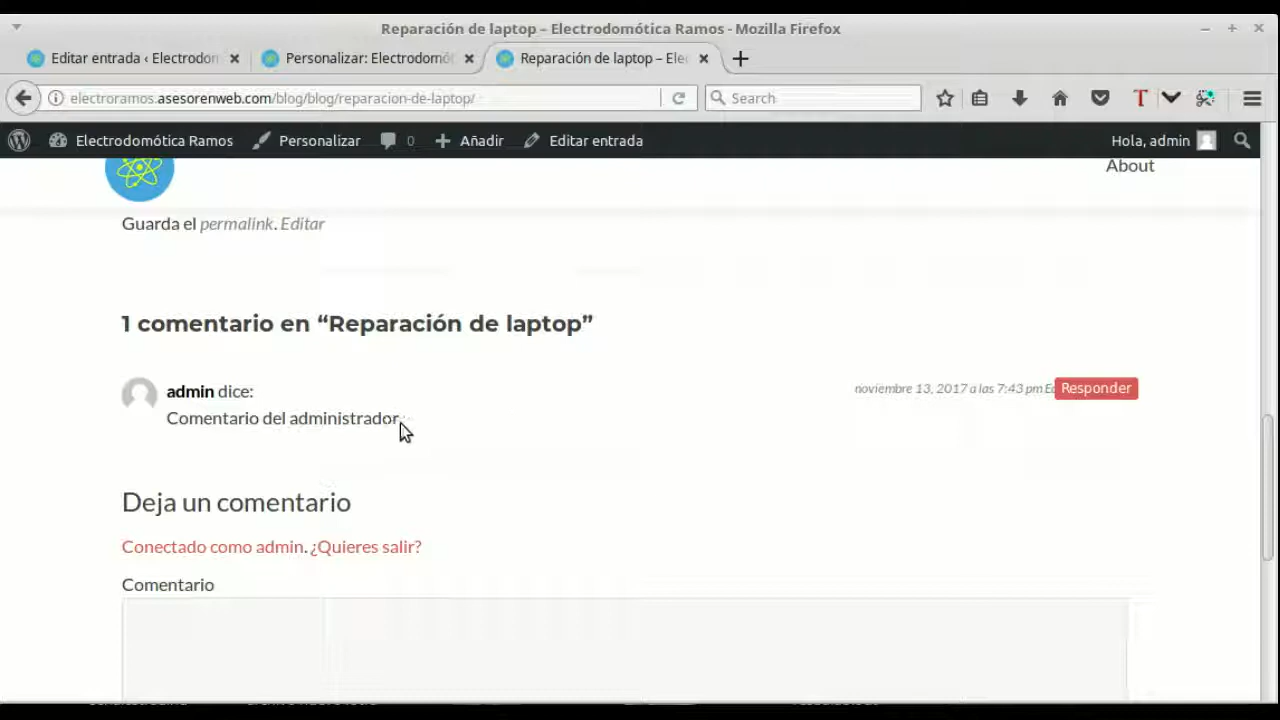 Reparación de laptop – Electrodomótica Ramos - Mozilla Firefox
Editar entrada ‹ Electrodon
Personalizar: Electrodomó
Reparación de laptop – Ele
electroramos.asesorenweb.com/blog/blog/reparacion-de-laptop/
Search
Electrodomótica Ramos
Personalizar
0
Añadir
Editar entrada
Hola, admin
About
Guarda el permalink. Editar
1 comentario en “Reparación de laptop”
admin dice:
noviembre 13, 2017 a las 7:43 pm
Responder
Comentario del administrador
Deja un comentario
Conectado como admin. ¿Quieres salir?
Comentario